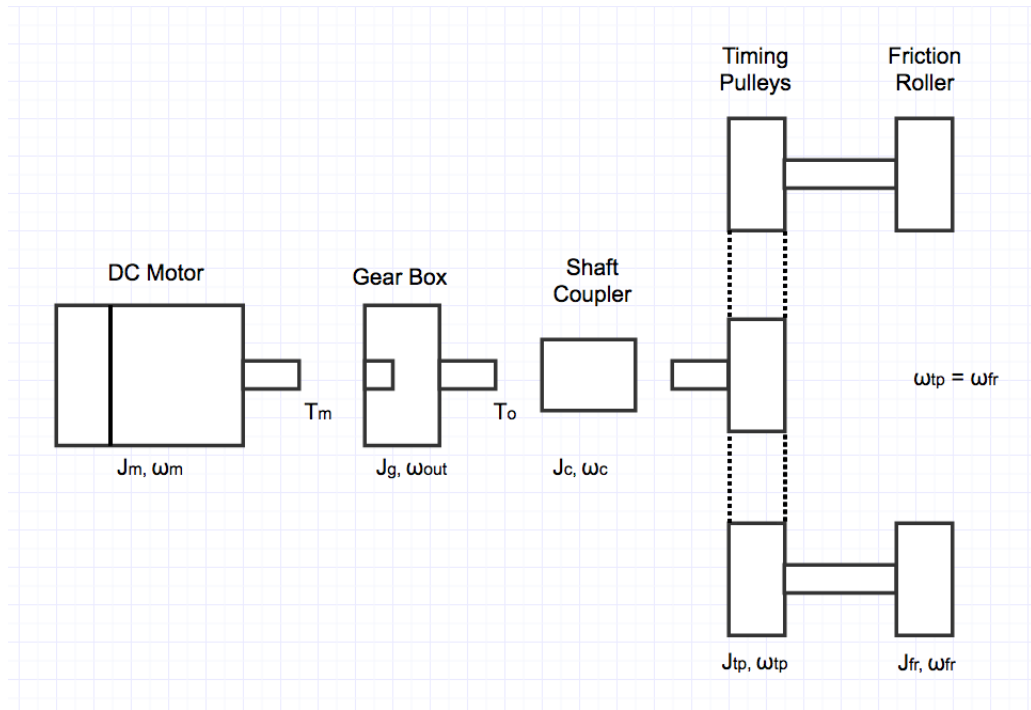 Timing
Pulleys
Friction
Roller
DC Motor
Gear Box
Shaft
Coupler
Tm
To
ωtp = ωfr
Jm, ωm
Jg, ωout
Jc, ωc
Jtp, ωtp
Jfr, ωfr